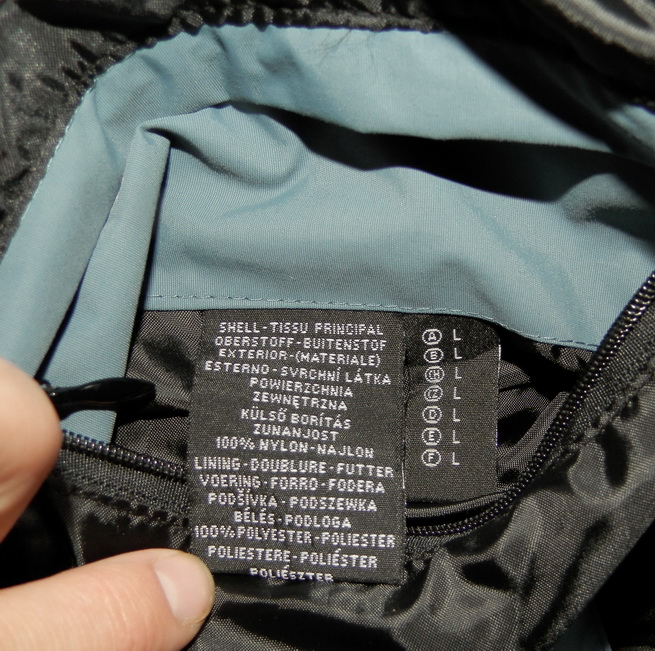 SHELL-TISSU PRINCIPAL
OBERSTOFF-BUITENSTOF
EXTERIOR-(MATERIALE)
ESTERNO-SVRCHNÍ LÁTKA
POWIERZCHNIA
ZEWNĘTRZNA
KÜLSŐ BORÍTÁS
ZUNANJOST
100% NYLON-NAJLON
LINING-DOUBLURE-FUTTER
VOERING-FORRO-FODERA
PODŠÍVKA-PODSZEWKA
BÉLÉS-PODLOGA
100%POLYESTER-POLIESTER
POLIESTERE-POLIÉSTER
POLIÉSZTER
Ⓐ L
Ⓑ L
Ⓗ L
Ⓩ L
Ⓓ L
Ⓔ L
Ⓕ L